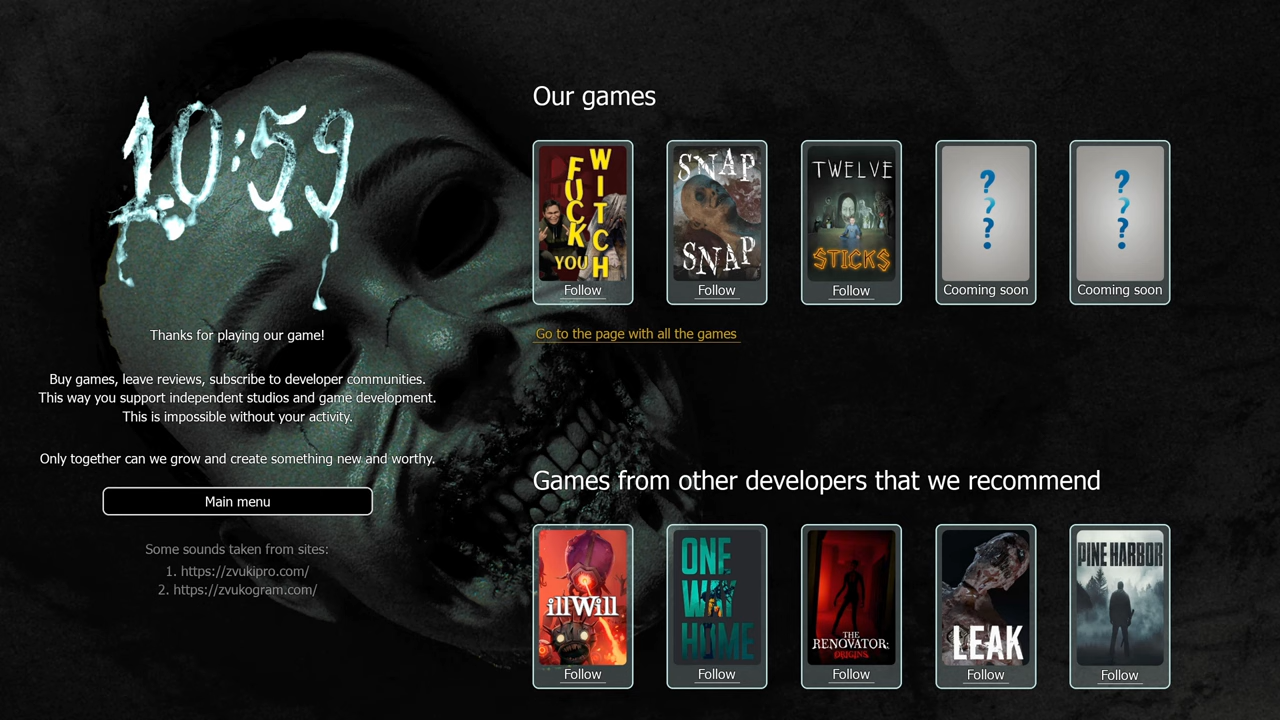 10:59
Thanks for playing our game!
Buy games, leave reviews, subscribe to developer communities.
This way you support independent studios and game development.
This is impossible without your activity.
Only together can we grow and create something new and worthy.
Main menu
Some sounds taken from sites:
1. https://zvukipro.com/
2. https://zvukogram.com/
Our games
FUCK YOU WITCH
Follow
SNAP
SNAP
Follow
TWELVE
STICKS
Follow
? ? ?
Cooming soon
? ? ?
Cooming soon
Go to the page with all the games
Games from other developers that we recommend
illWill
Follow
ONE
WAY
HOME
Follow
THE
RENOVATOR:
ORIGINS
Follow
LEAK
Follow
PINE HARBOR
Follow